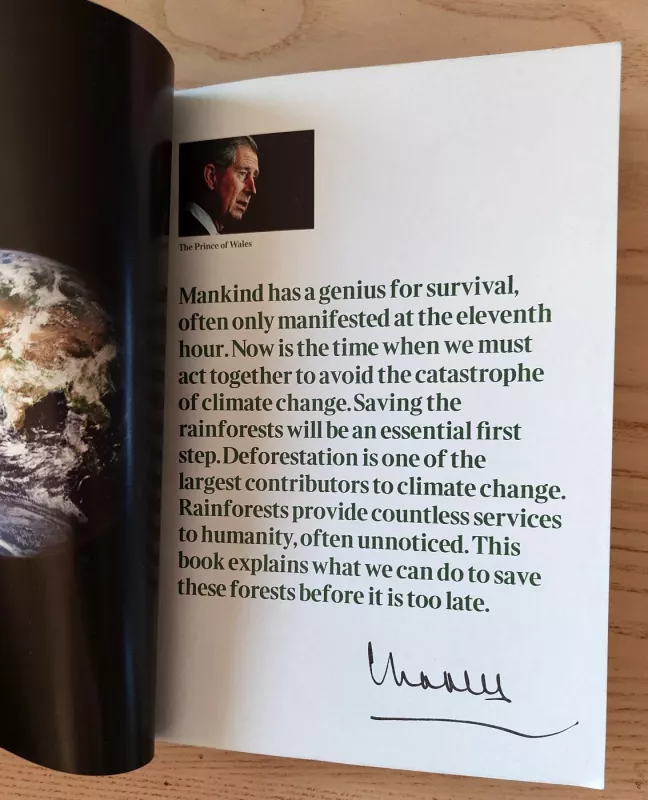 The Prince of Wales
Mankind has a genius for survival,
often only manifested at the eleventh
hour. Now is the time when we must
act together to avoid the catastrophe
of climate change. Saving the
rainforests will be an essential first
step. Deforestation is one of the
largest contributors to climate change.
Rainforests provide countless services
to humanity, often unnoticed. This
book explains what we can do to save
these forests before it is too late.
Charles